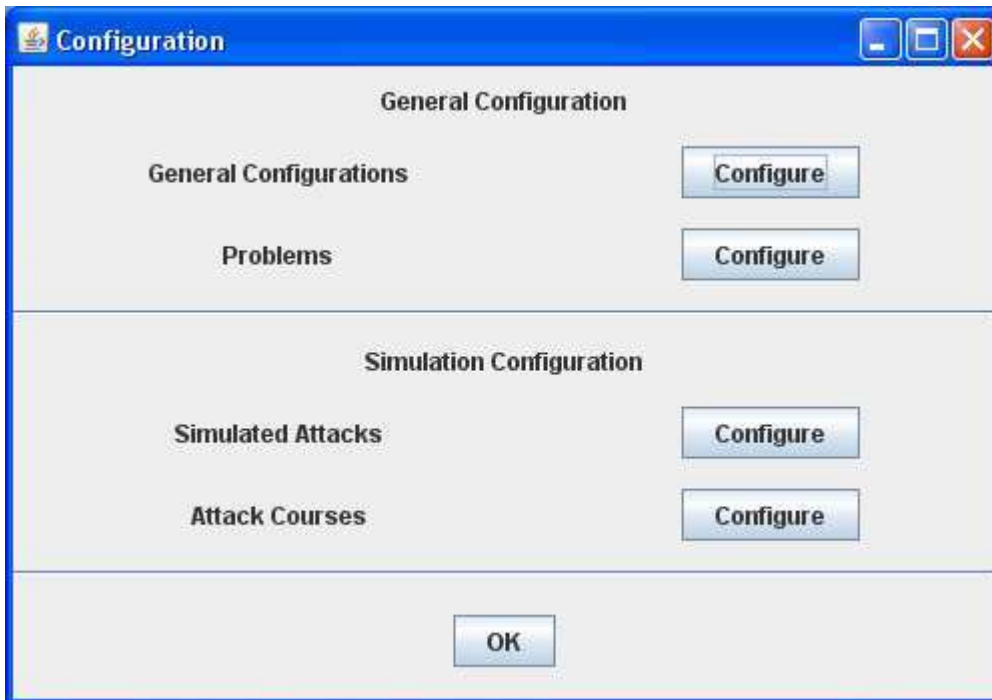 Configuration
General Configuration
General Configurations Configure
Problems Configure
Simulation Configuration
Simulated Attacks Configure
Attack Courses Configure
OK